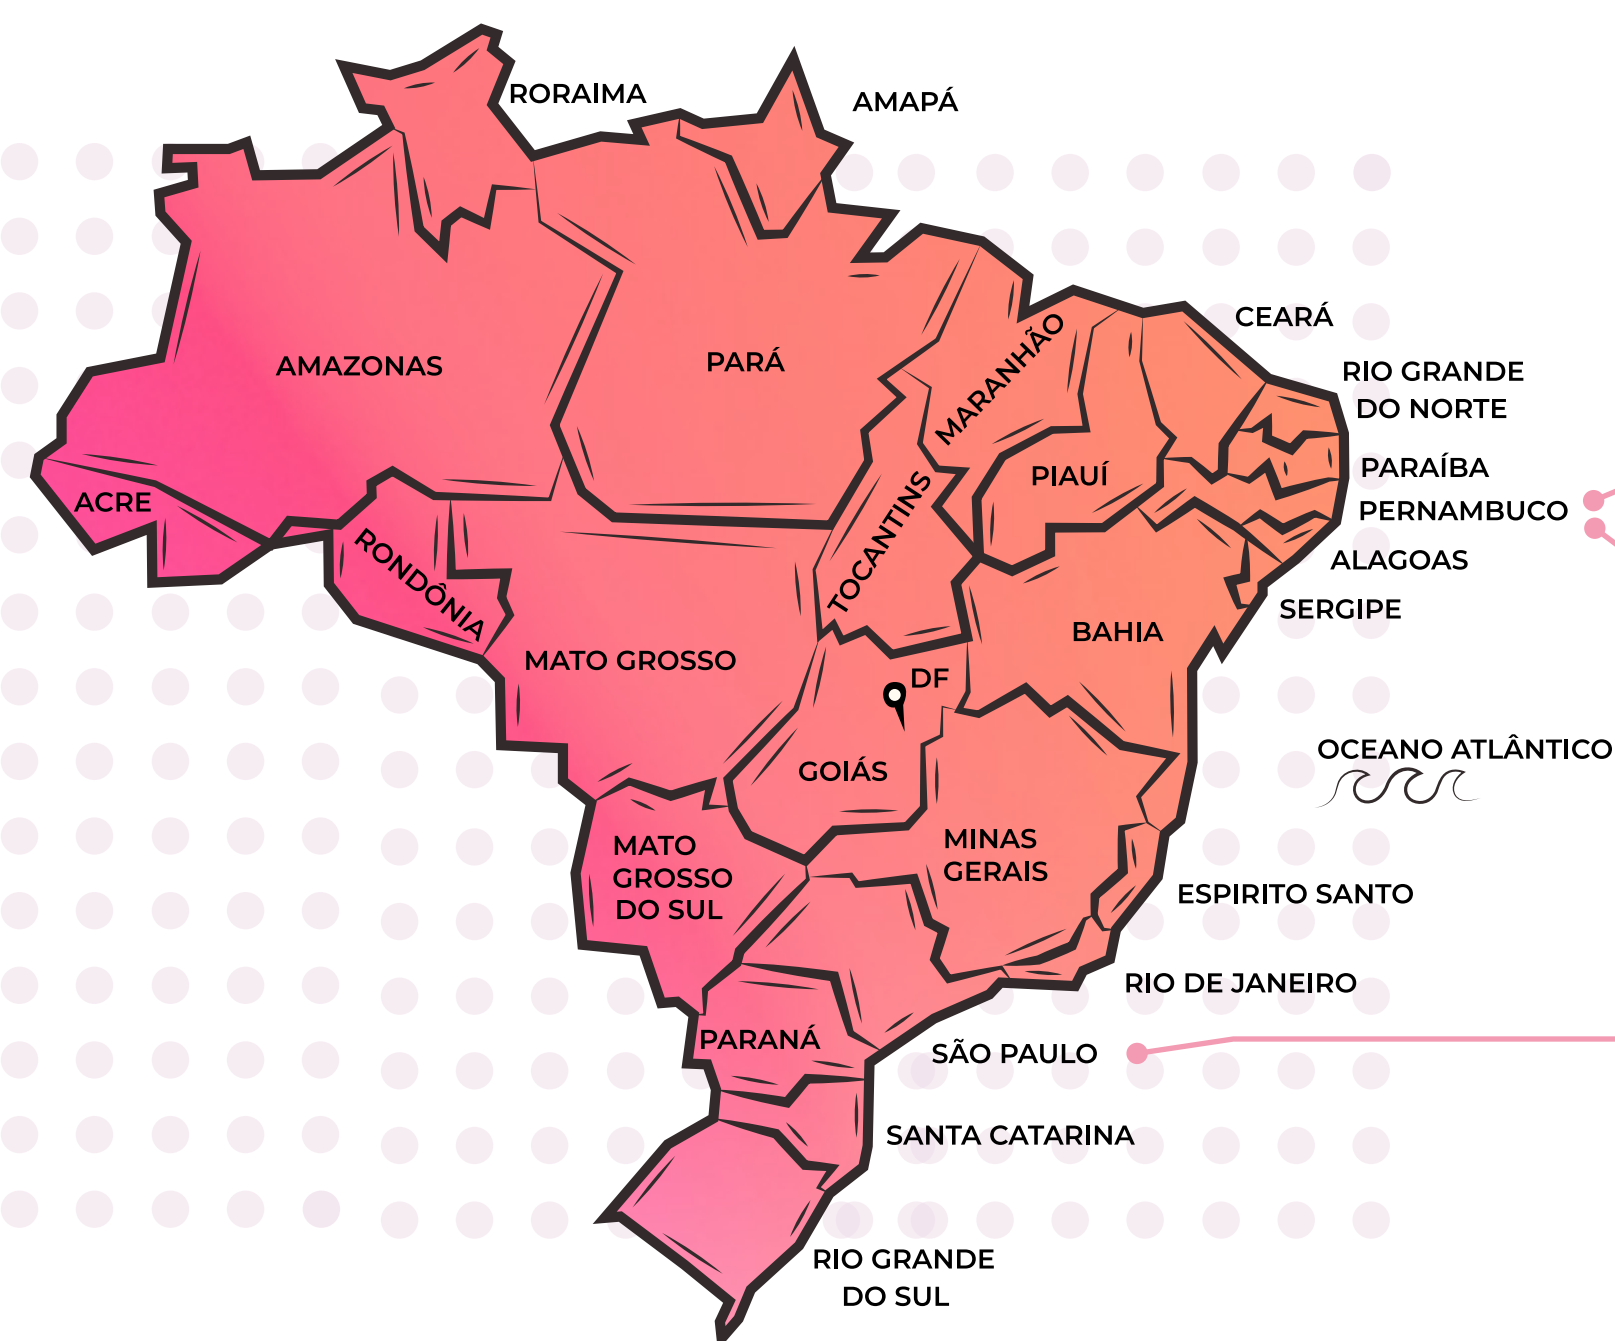 RORAIMA
AMAPÁ
CEARÁ
MARANHÃO
AMAZONAS
PARÁ
RIO GRANDE
DO NORTE
PARAÍBA
PIAUÍ
ACRE
PERNAMBUCO
TOCANTINS
RONDÔNIA
ALAGOAS
SERGIPE
BAHIA
MATO GROSSO
DF
OCEANO ATLÂNTICO
GOIÁS
MINAS
GERAIS
MATO
GROSSO
DO SUL
ESPIRITO SANTO
RIO DE JANEIRO
PARANÁ
SÃO PAULO
SANTA CATARINA
RIO GRANDE
DO SUL